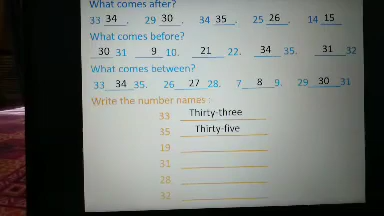 What comes after?
33 34 . 29 30 . 34 35 . 25 26 . 14 15
What comes before?
30 31 9 10. 21 22. 34 35. 31 32
What comes between?
33 34 35. 26 27 28. 7 8 9. 29 30 31
Write the number names :
33 Thirty-three
35 Thirty-five
19
31
28
32